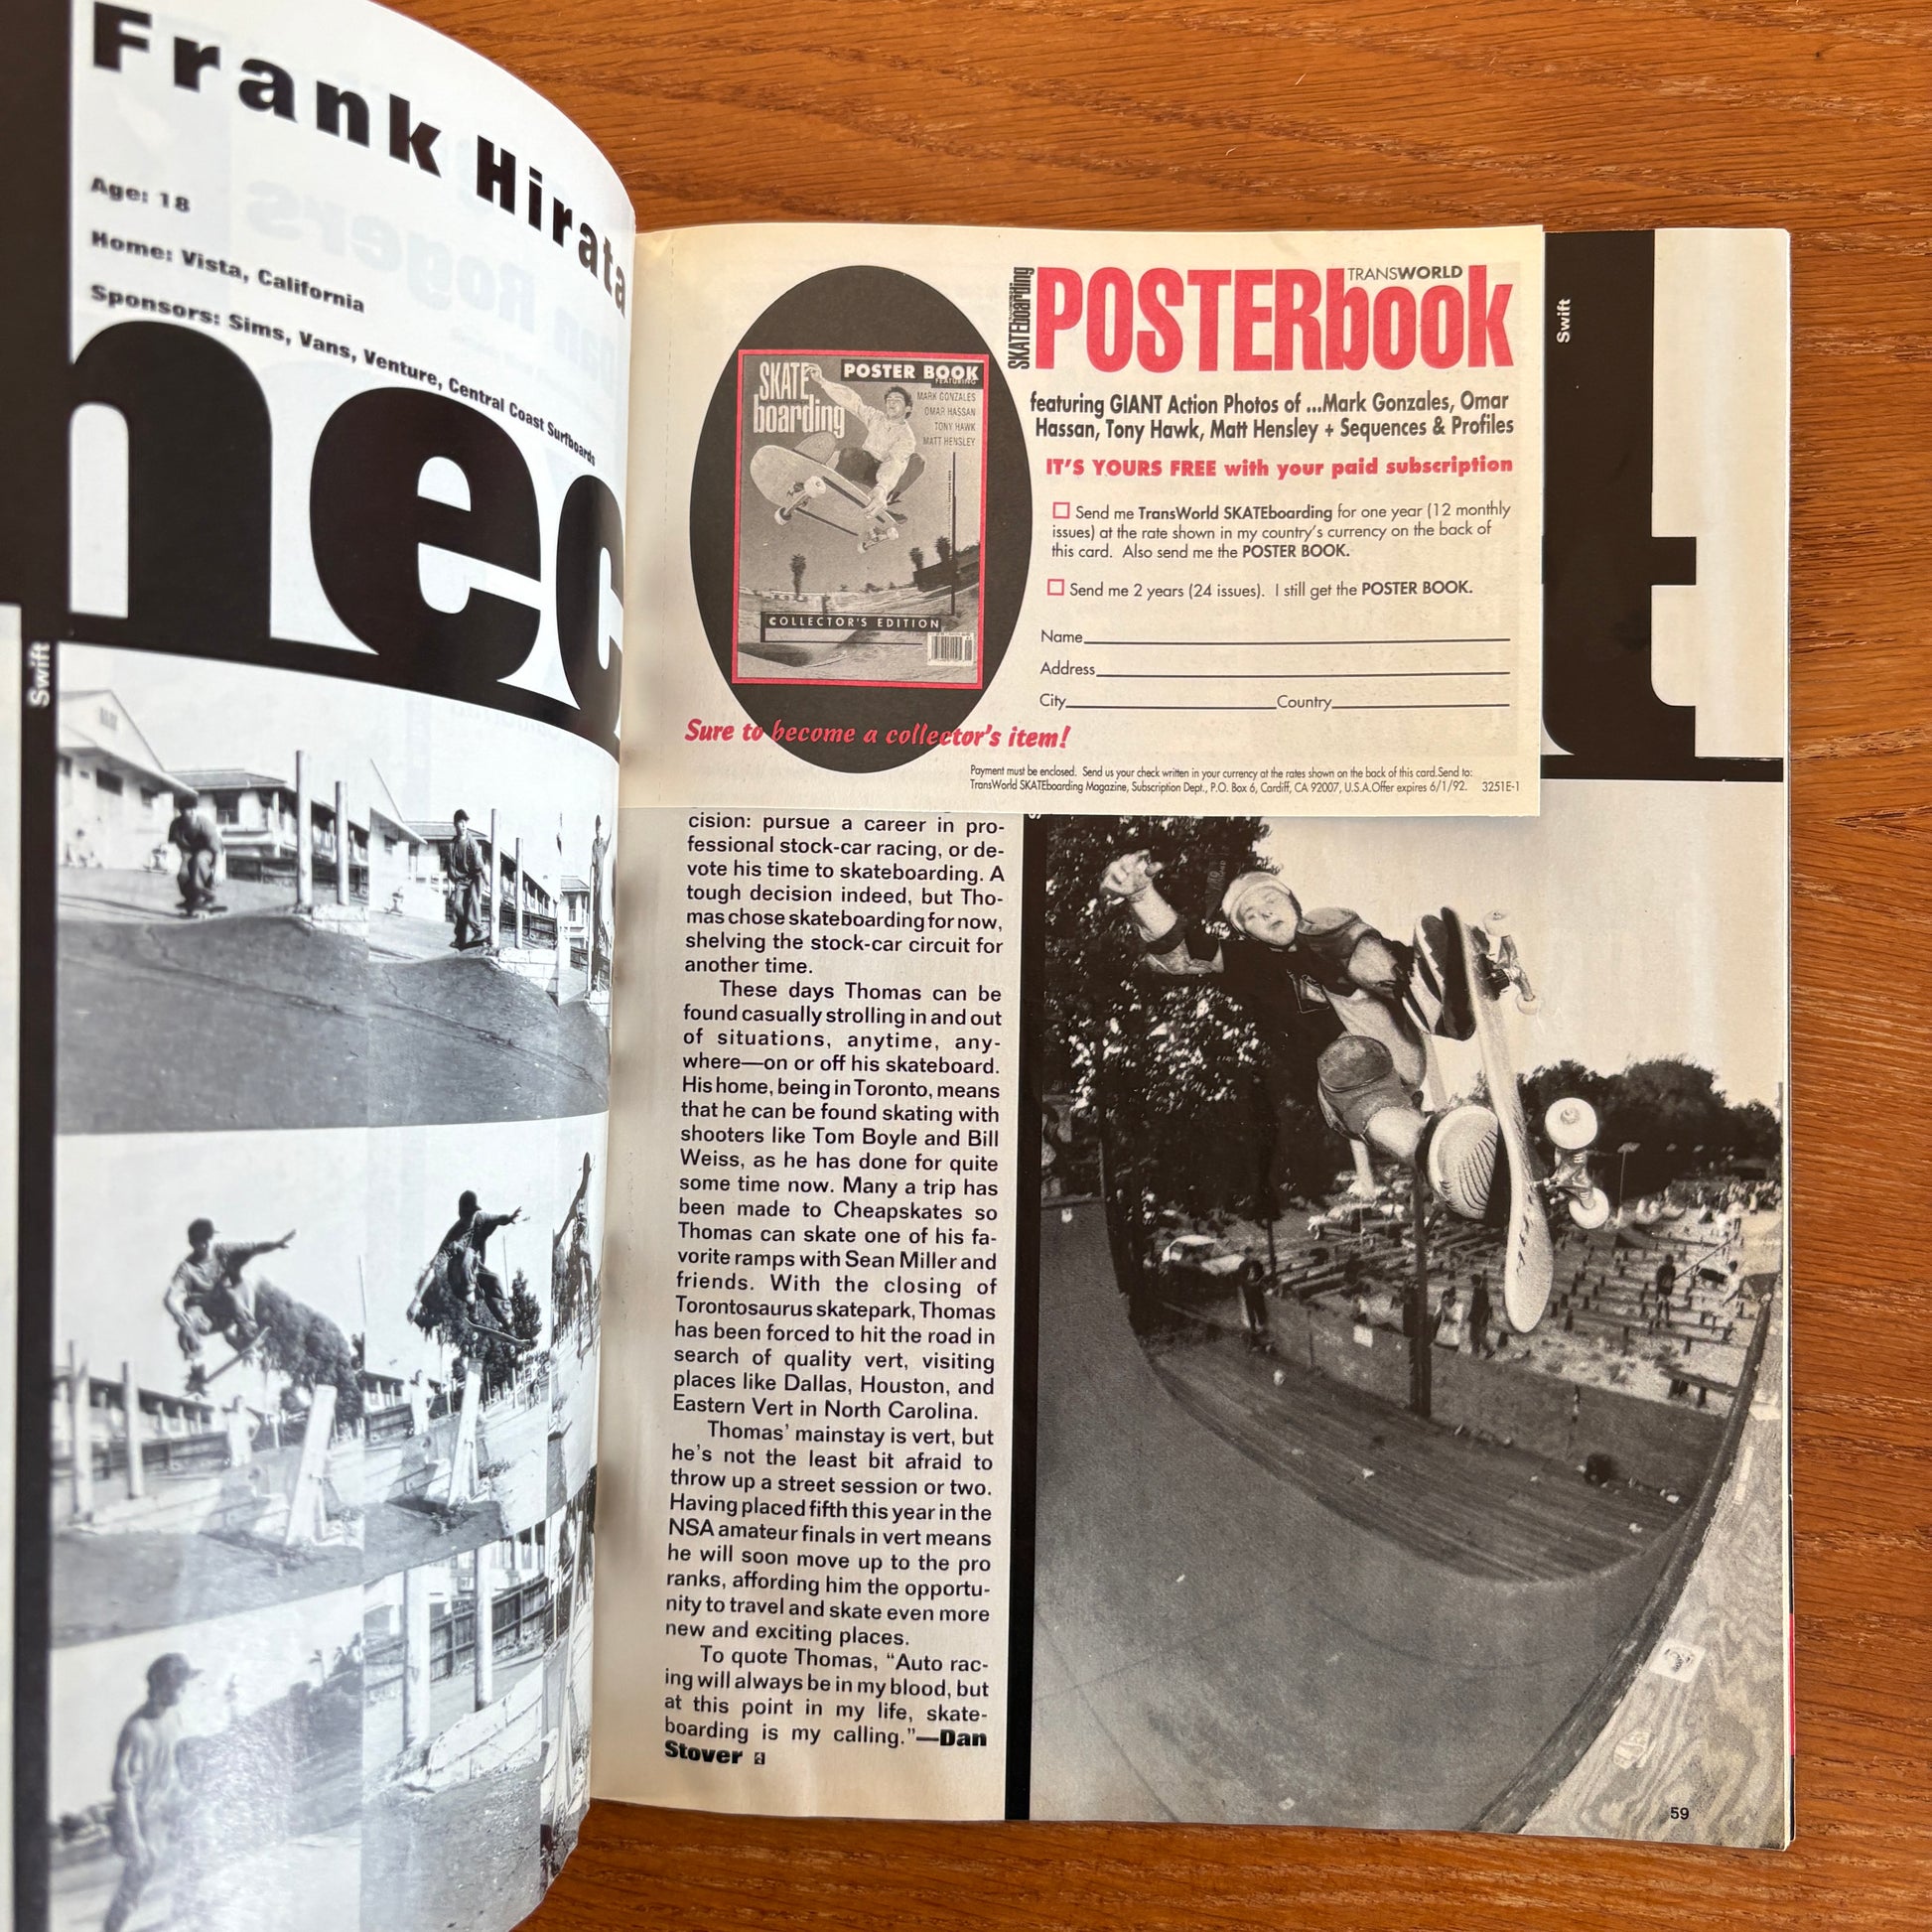 Frank Hirata
Age: 18
Home: Vista, California
Sponsors: Sims, Vans, Venture, Central Coast Surfboards
hec
Swift
SKATEboarding
TRANSWORLD
POSTERbook
SKATE
boarding
POSTER BOOK
FEATURING
MARK GONZALES
OMAR HASSAN
TONY HAWK
MATT HENSLEY
COLLECTOR'S EDITION
featuring GIANT Action Photos of ...Mark Gonzales, Omar
Hassan, Tony Hawk, Matt Hensley + Sequences & Profiles
IT'S YOURS FREE with your paid subscription
Send me TransWorld SKATEboarding for one year (12 monthly
issues) at the rate shown in my country's currency on the back of
this card. Also send me the POSTER BOOK.
Send me 2 years (24 issues). I still get the POSTER BOOK.
Name
Address
City Country
Sure to become a collector's item!
Payment must be enclosed. Send us your check written in your currency at the rates shown on the back of this card.Send to:
TransWorld SKATEboarding Magazine, Subscription Dept., P.O. Box 6, Cardiff, CA 92007, U.S.A.Offer expires 6/1/92. 3251E-1
Swift
t
cision: pursue a career in pro-
fessional stock-car racing, or de-
vote his time to skateboarding. A
tough decision indeed, but Tho-
mas chose skateboarding for now,
shelving the stock-car circuit for
another time.
These days Thomas can be
found casually strolling in and out
of situations, anytime, any-
where—on or off his skateboard.
His home, being in Toronto, means
that he can be found skating with
shooters like Tom Boyle and Bill
Weiss, as he has done for quite
some time now. Many a trip has
been made to Cheapskates so
Thomas can skate one of his fa-
vorite ramps with Sean Miller and
friends. With the closing of
Torontosaurus skatepark, Thomas
has been forced to hit the road in
search of quality vert, visiting
places like Dallas, Houston, and
Eastern Vert in North Carolina.
Thomas' mainstay is vert, but
he's not the least bit afraid to
throw up a street session or two.
Having placed fifth this year in the
NSA amateur finals in vert means
he will soon move up to the pro
ranks, affording him the opportu-
nity to travel and skate even more
new and exciting places.
To quote Thomas, “Auto rac-
ing will always be in my blood, but
at this point in my life, skate-
boarding is my calling.”—Dan
Stover
59